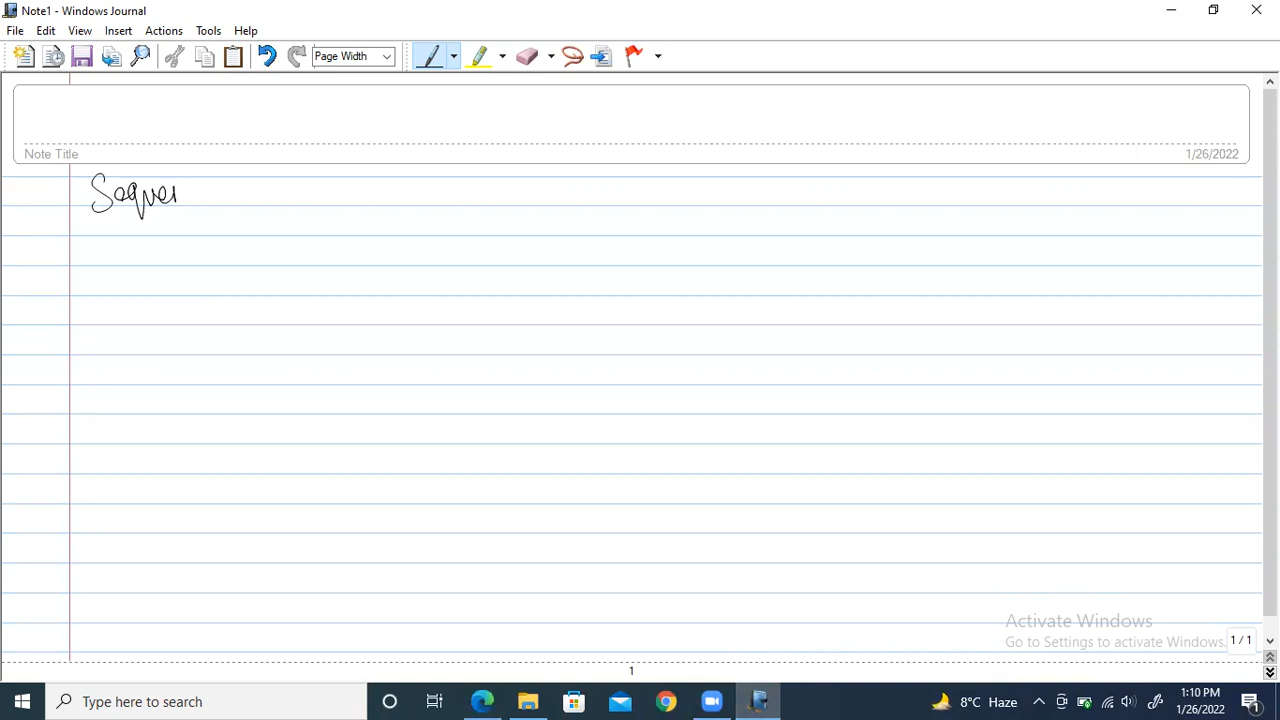 Note1 - Windows Journal
File Edit View Insert Actions Tools Help
Page Width
Note Title
1/26/2022
Seque
Activate Windows
Go to Settings to activate Windows.
1 / 1
1
Type here to search
8°C Haze
1:10 PM
1/26/2022
1